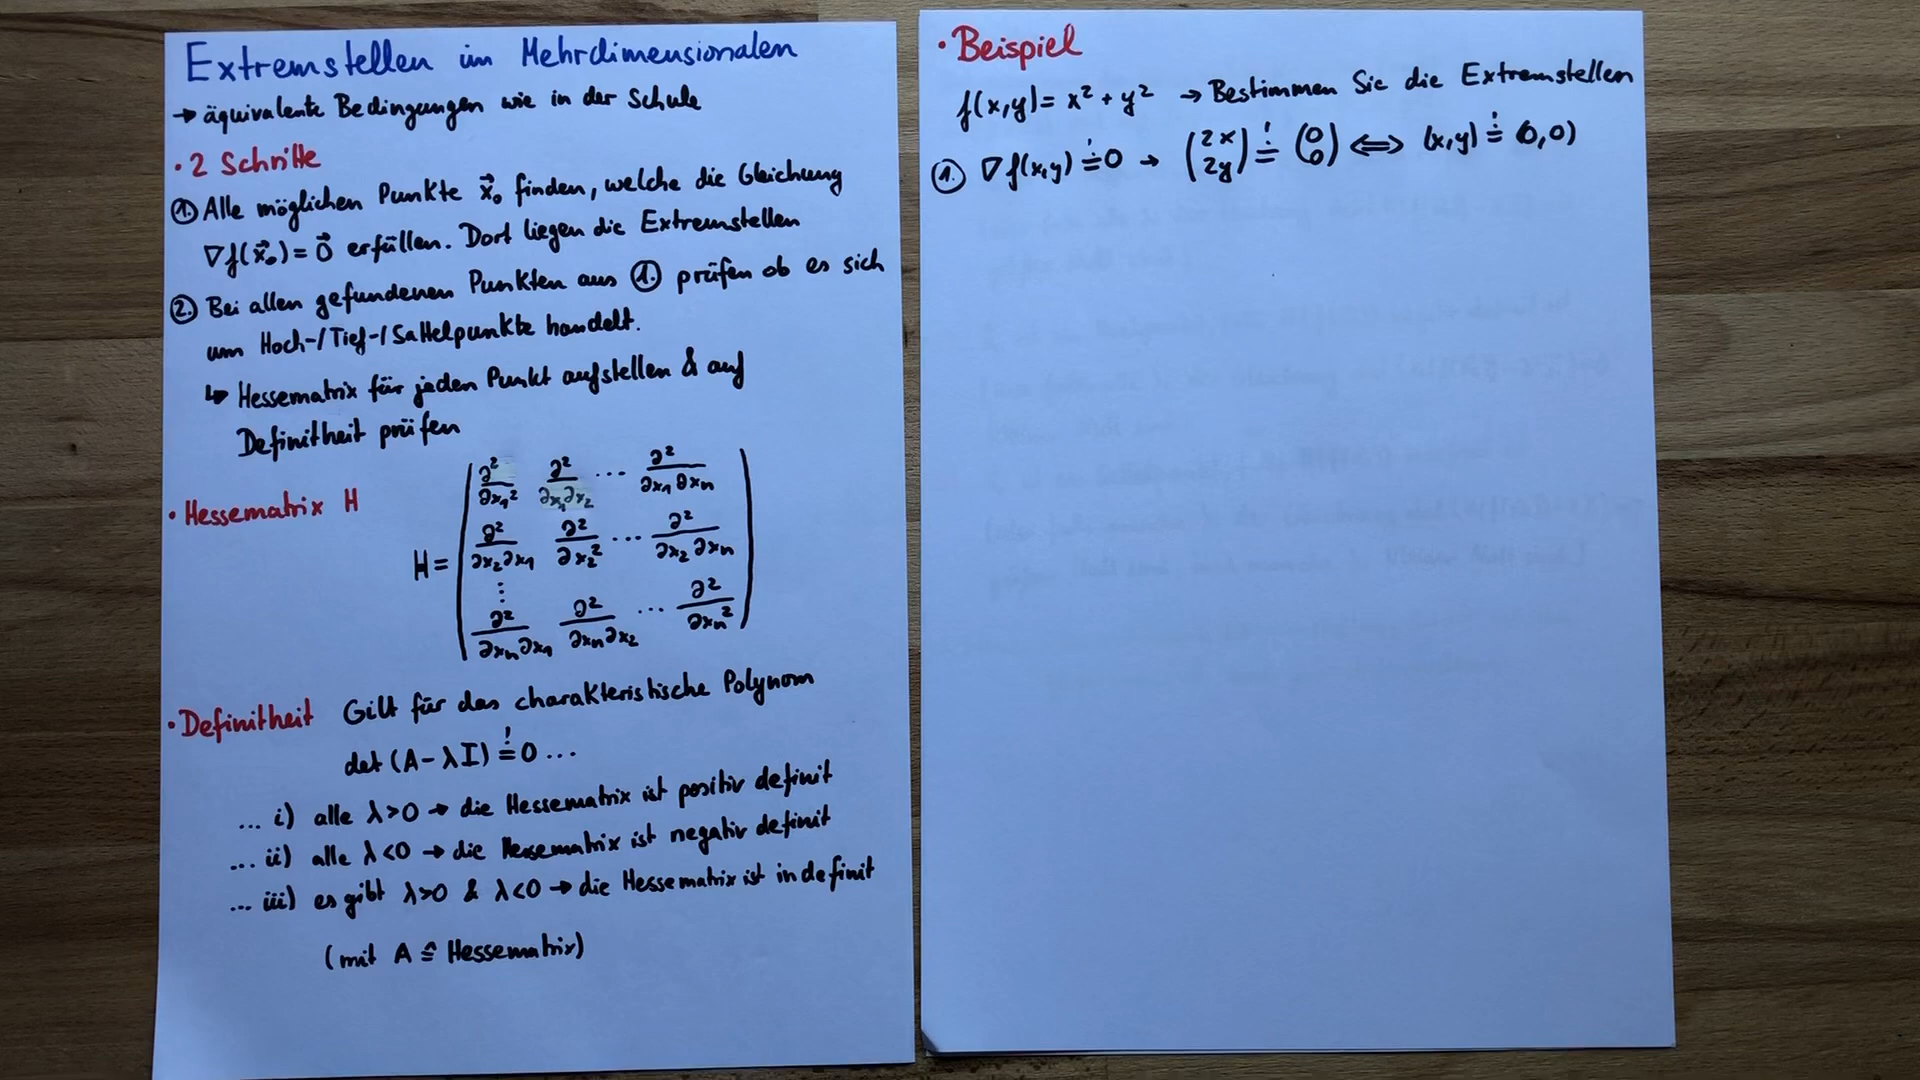 Extremstellen im Mehrdimensionalen
→ äquivalente Bedingungen wie in der Schule
• 2 Schritte
1. Alle möglichen Punkte x⃗₀ finden, welche die Gleichung
∇f(x⃗₀) = 0⃗ erfüllen. Dort liegen die Extremstellen
2. Bei allen gefundenen Punkten aus 1. prüfen ob es sich
um Hoch-/Tief-/Sattelpunkte handelt.
↳ Hessematrix für jeden Punkt aufstellen & auf
Definitheit prüfen
• Hessematrix H
H = ( ∂²/∂x₁² ∂²/∂x₁∂x₂ ... ∂²/∂x₁∂xₙ
∂²/∂x₂∂x₁ ∂²/∂x₂² ... ∂²/∂x₂∂xₙ
⋮
∂²/∂xₙ∂x₁ ∂²/∂xₙ∂x₂ ... ∂²/∂xₙ² )
• Definitheit Gilt für das charakteristische Polynom
det (A - λI) =! 0 ...
... i) alle λ>0 → die Hessematrix ist positiv definit
... ii) alle λ<0 → die Hessematrix ist negativ definit
... iii) es gibt λ>0 & λ<0 → die Hessematrix ist indefinit
(mit A ≙ Hessematrix)
• Beispiel
f(x,y) = x² + y² → Bestimmen Sie die Extremstellen
1. ∇f(x,y) =! 0 → (2x 2y) =! (0 0) ⟺ (x,y) =! (0,0)